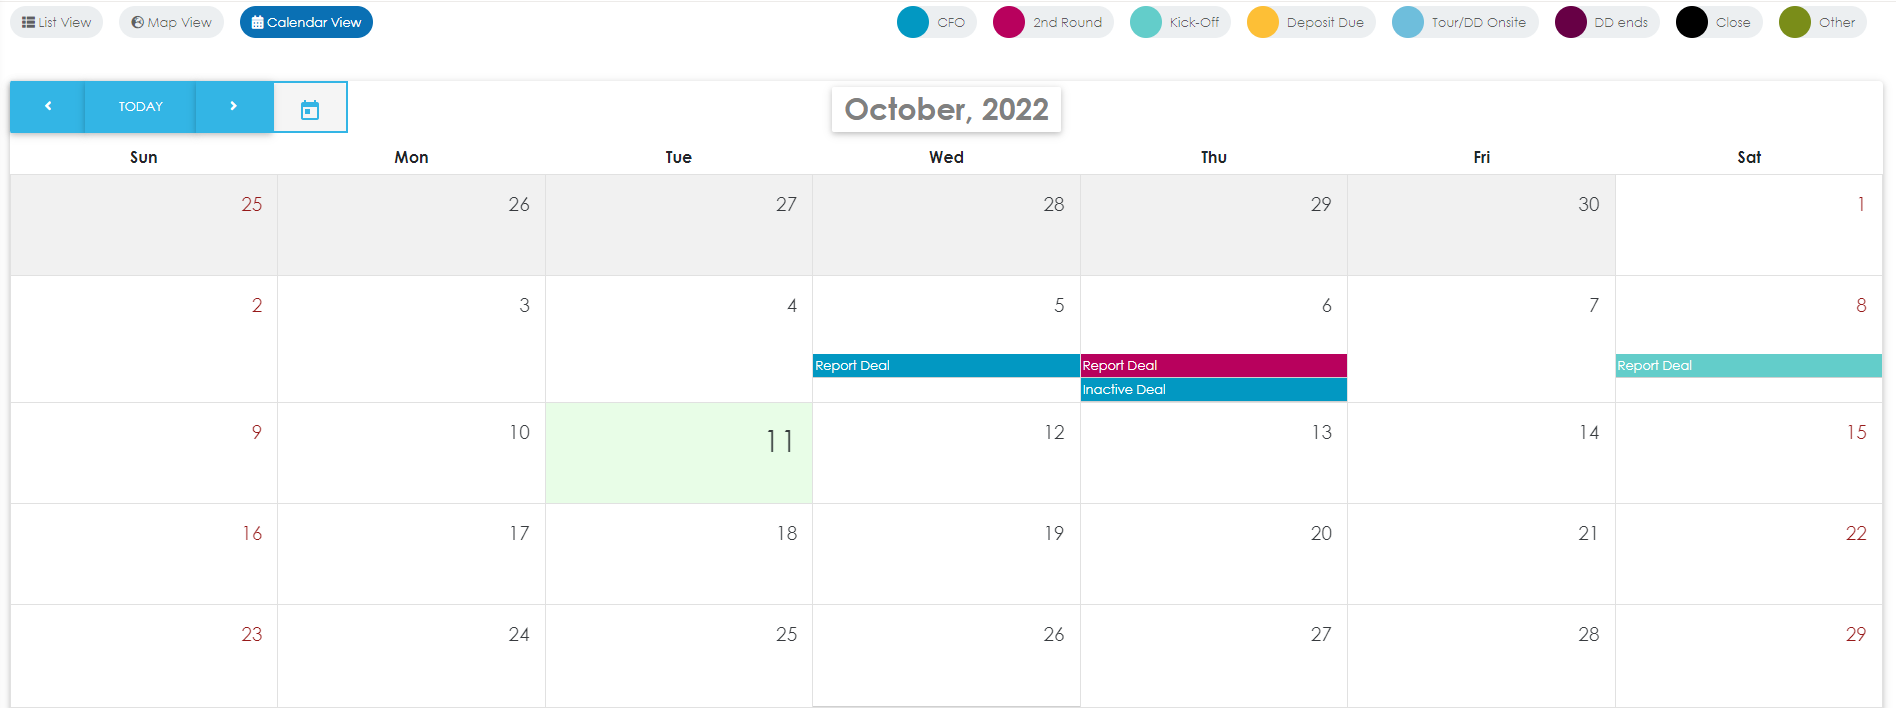 List View Map View Calendar View CFO 2nd Round Kick-Off Deposit Due Tour/DD Onsite DD ends Close Other
TODAY October, 2022
Sun Mon Tue Wed Thu Fri Sat
25 26 27 28 29 30 1
2 3 4 5 6 7 8
Report Deal Report Deal Report Deal
Inactive Deal
9 10 11 12 13 14 15
16 17 18 19 20 21 22
23 24 25 26 27 28 29